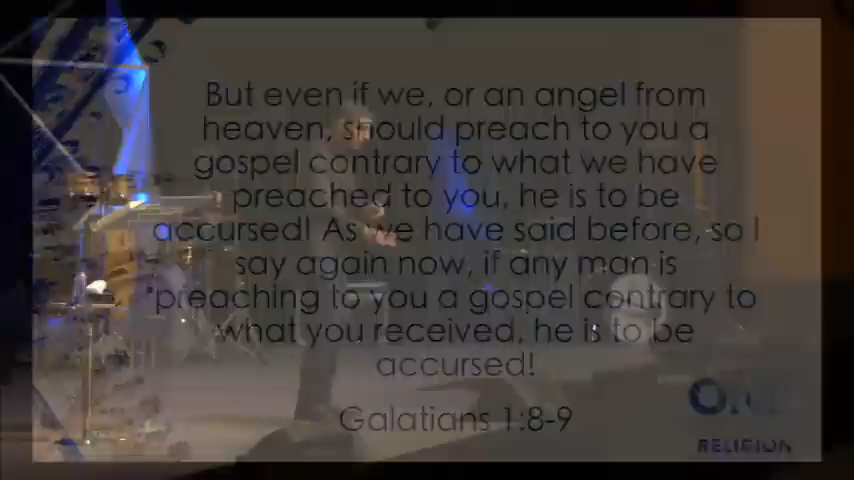 But even if we, or an angel from
heaven, should preach to you a
gospel contrary to what we have
preached to you, he is to be
accursed! As we have said before, so I
say again now, if any man is
preaching to you a gospel contrary to
what you received, he is to be
accursed!
Galatians 1:8-9
RELIGION